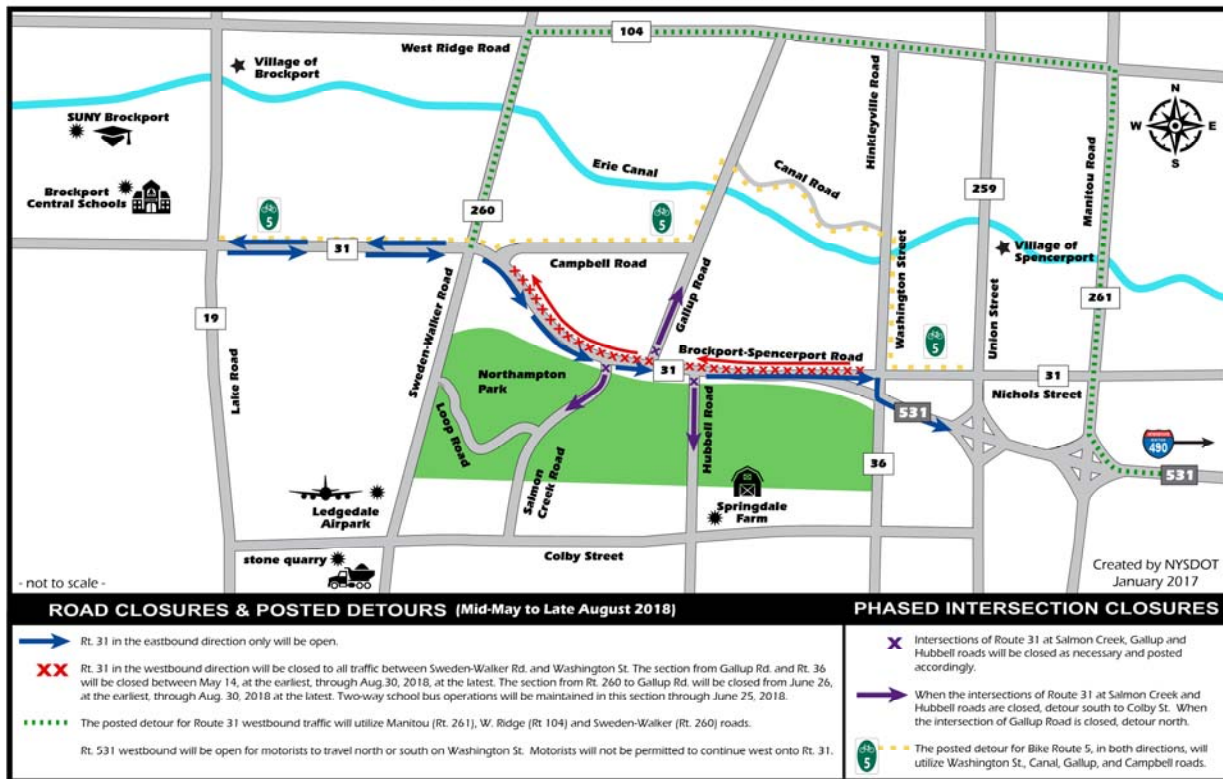 104
West Ridge Road
Village of
Brockport
SUNY Brockport
Hinkleyville Road
N
W E
S
Erie Canal
Canal Road
Manitou Road
Brockport
Central Schools
5
260
5
259
31
Campbell Road
Gallup Road
Village of
Spencerport
Washington Street
Union Street
261
19
Lake Road
Sweden-Walker Road
Brockport-Spencerport Road
5
31
31
Nichols Street
Northampton
Park
Loop Road
Salmon
Creek Road
Hubbell Road
531
36
490
531
Ledgedale
Airpark
Springdale
Farm
stone quarry
Colby Street
- not to scale -
Created by NYSDOT
January 2017
ROAD CLOSURES & POSTED DETOURS (Mid-May to Late August 2018)
Rt. 31 in the eastbound direction only will be open.
XX Rt. 31 in the westbound direction will be closed to all traffic between Sweden-Walker Rd. and Washington St. The section from Gallup Rd. and Rt. 36
will be closed between May 14, at the earliest, through Aug.30, 2018, at the latest. The section from Rt. 260 to Gallup Rd. will be closed from June 26,
at the earliest, through Aug. 30, 2018 at the latest. Two-way school bus operations will be maintained in this section through June 25, 2018.
The posted detour for Route 31 westbound traffic will utilize Manitou (Rt. 261), W. Ridge (Rt 104) and Sweden-Walker (Rt. 260) roads.
Rt. 531 westbound will be open for motorists to travel north or south on Washington St. Motorists will not be permitted to continue west onto Rt. 31.
PHASED INTERSECTION CLOSURES
X Intersections of Route 31 at Salmon Creek, Gallup and
Hubbell roads will be closed as necessary and posted
accordingly.
When the intersections of Route 31 at Salmon Creek and
Hubbell roads are closed, detour south to Colby St. When
the intersection of Gallup Road is closed, detour north.
5
The posted detour for Bike Route 5, in both directions, will
utilize Washington St., Canal, Gallup, and Campbell roads.